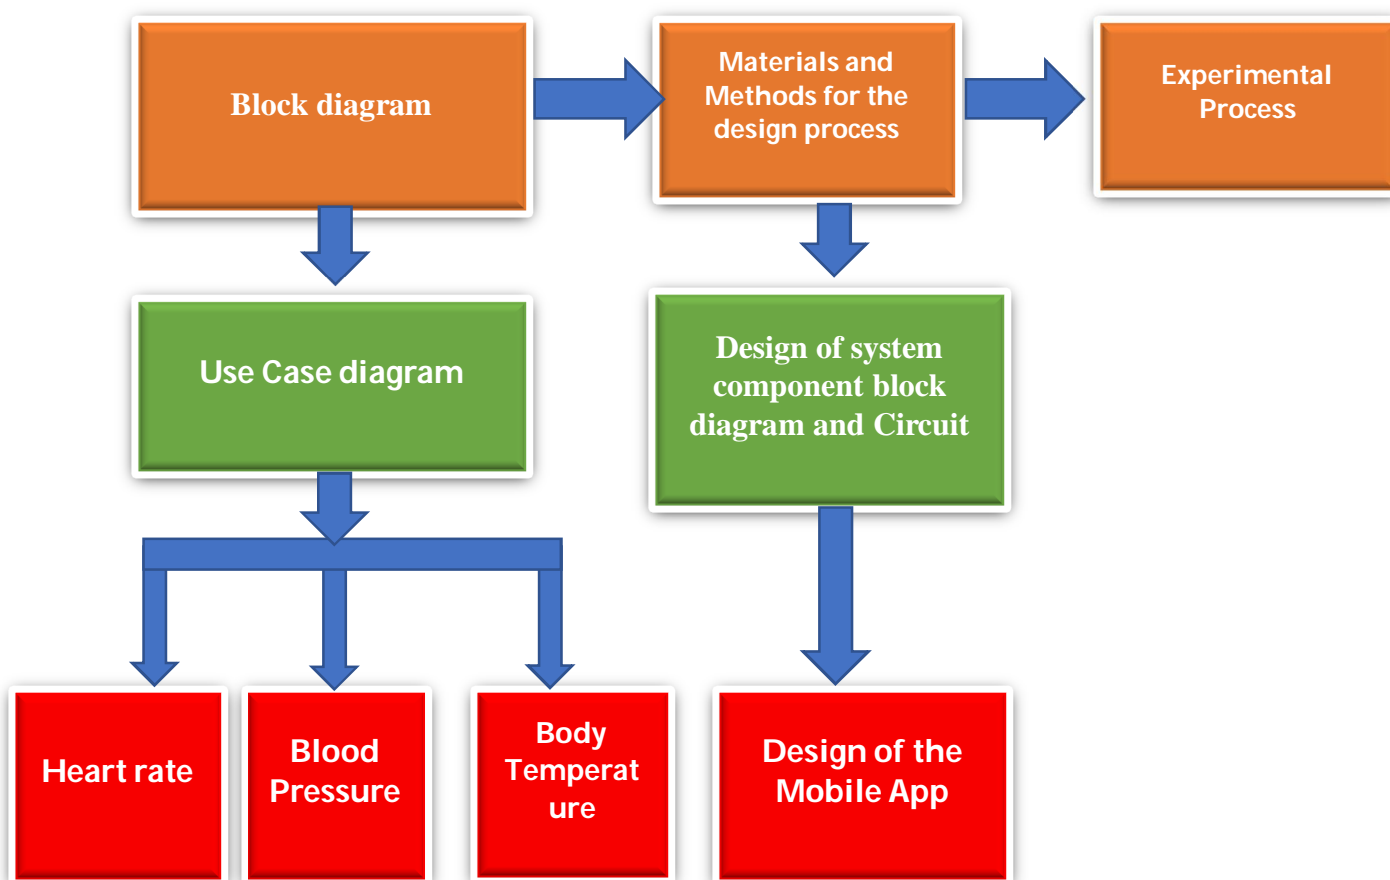 Block diagram
Materials and
Methods for the
design process
Experimental
Process
Use Case diagram
Design of system
component block
diagram and Circuit
Heart rate
Blood
Pressure
Body
Temperat
ure
Design of the
Mobile App